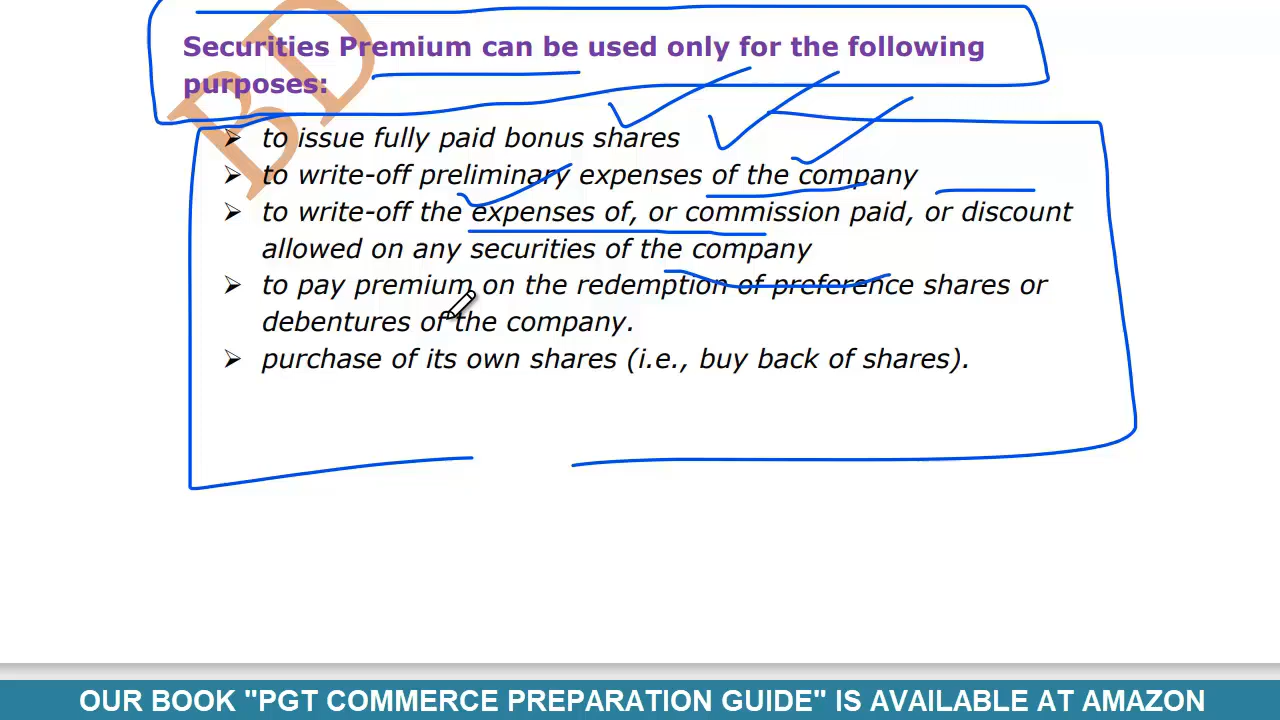 Securities Premium can be used only for the following
purposes:
BD
➢ to issue fully paid bonus shares
➢ to write-off preliminary expenses of the company
➢ to write-off the expenses of, or commission paid, or discount
allowed on any securities of the company
➢ to pay premium on the redemption of preference shares or
debentures of the company.
➢ purchase of its own shares (i.e., buy back of shares).
OUR BOOK "PGT COMMERCE PREPARATION GUIDE" IS AVAILABLE AT AMAZON